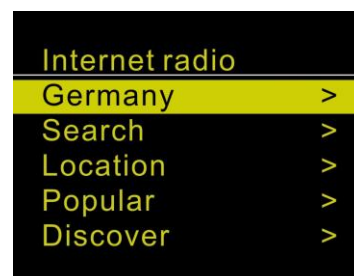 Internet radio
Germany >
Search >
Location >
Popular >
Discover >